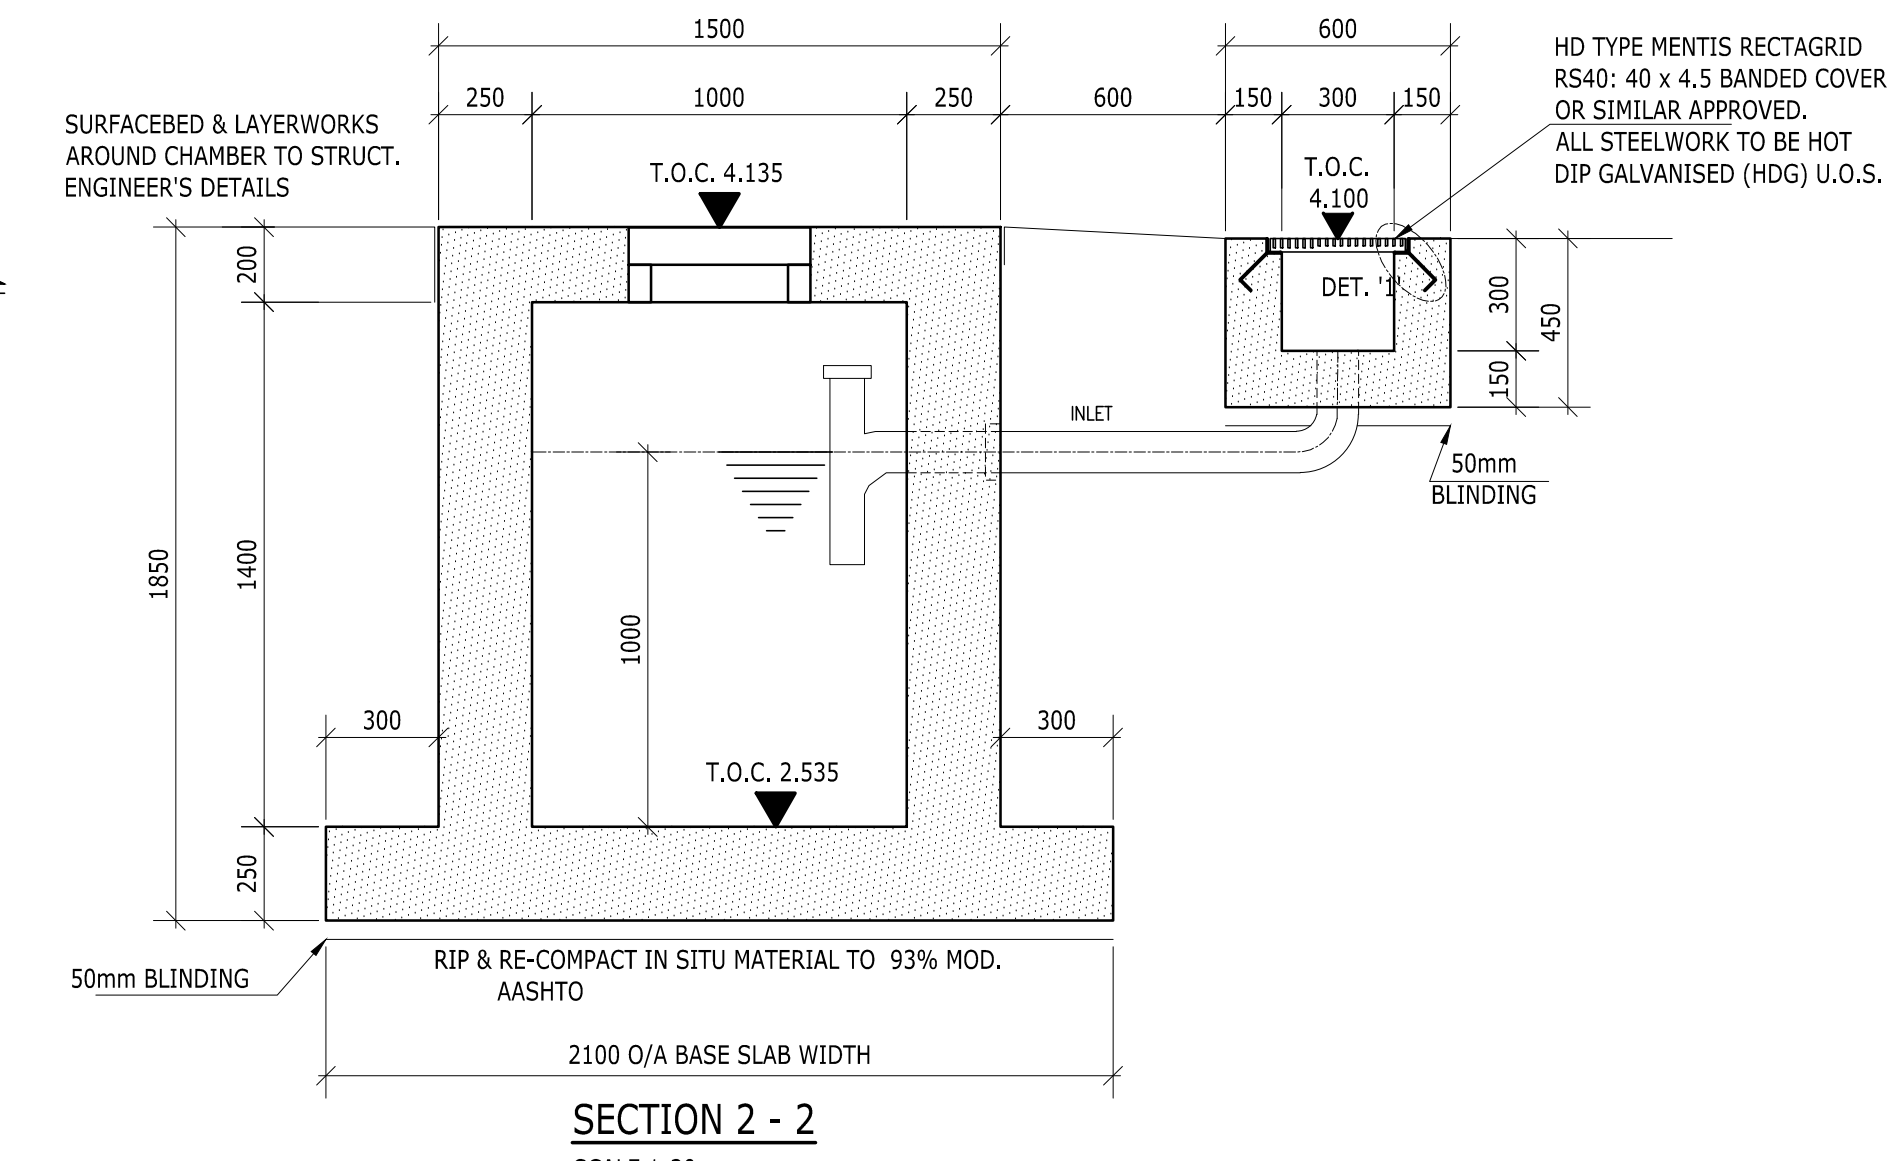 1500
600
HD TYPE MENTIS RECTAGRID
RS40: 40 x 4.5 BANDED COVER
OR SIMILAR APPROVED.
ALL STEELWORK TO BE HOT
DIP GALVANISED (HDG) U.O.S.
250
1000
250
600
150
300
150
SURFACEBED & LAYERWORKS
AROUND CHAMBER TO STRUCT.
ENGINEER'S DETAILS
T.O.C. 4.135
T.O.C.
4.100
200
DET. '1'
300
450
150
INLET
50mm
BLINDING
1850
1400
1000
300
300
T.O.C. 2.535
250
50mm BLINDING
RIP & RE-COMPACT IN SITU MATERIAL TO 93% MOD.
AASHTO
2100 O/A BASE SLAB WIDTH
SECTION 2 - 2